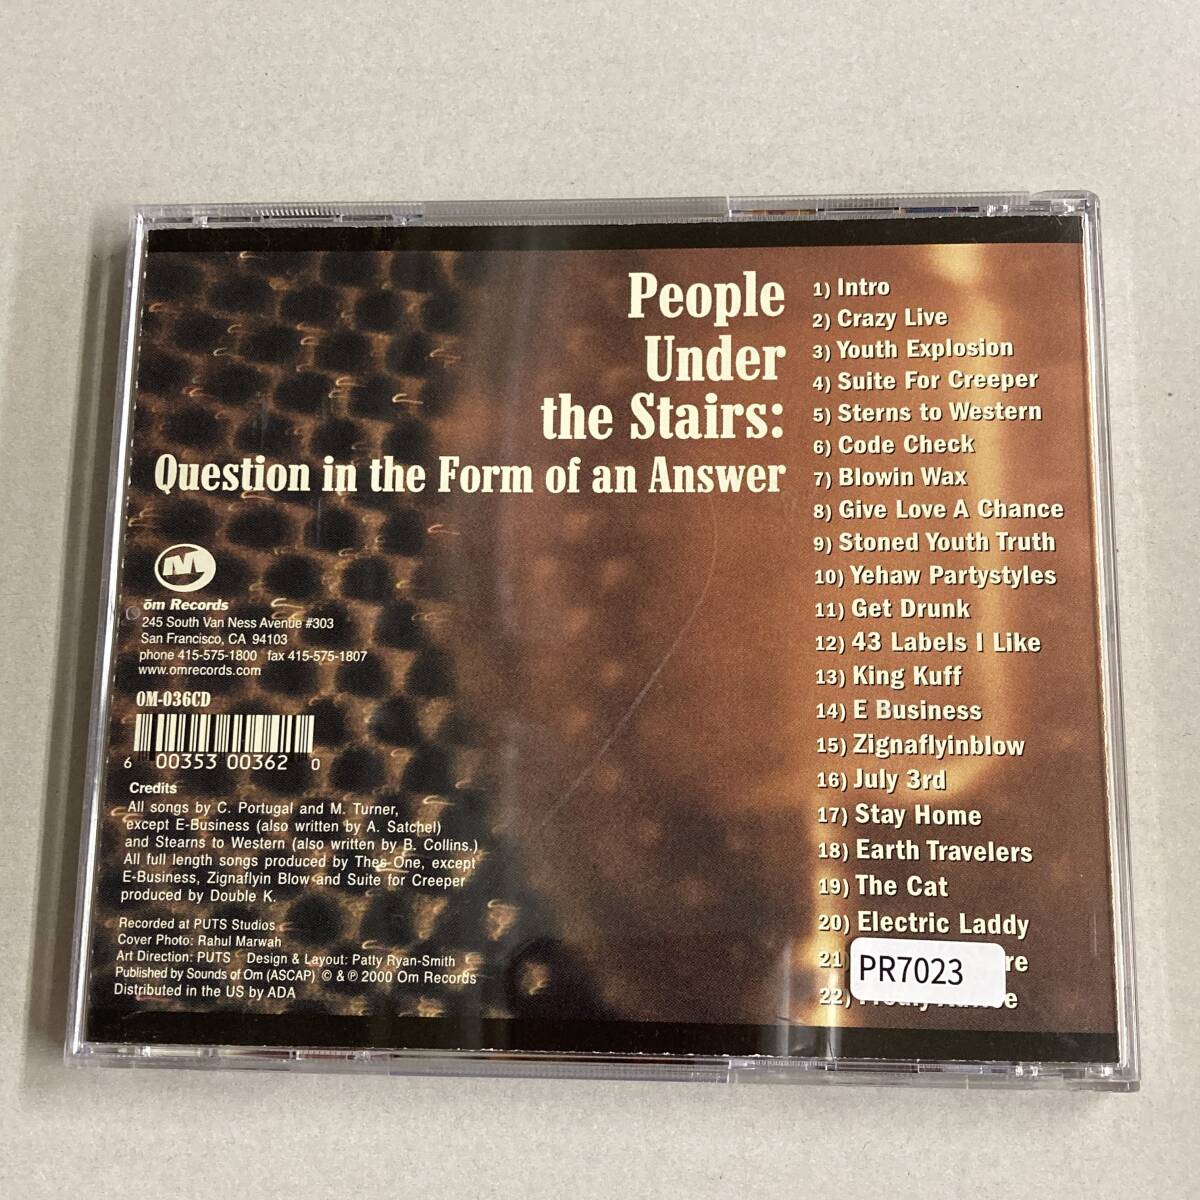 People
Under
the Stairs:
Question in the Form of an Answer
1) Intro
2) Crazy Live
3) Youth Explosion
4) Suite For Creeper
5) Sterns to Western
6) Code Check
7) Blowin Wax
8) Give Love A Chance
9) Stoned Youth Truth
10) Yehaw Partystyles
11) Get Drunk
12) 43 Labels I Like
13) King Kuff
14) E Business
15) Zignaflyinblow
16) July 3rd
17) Stay Home
18) Earth Travelers
19) The Cat
20) Electric Laddy
21
22)
PR7023
M
ōm Records
245 South Van Ness Avenue #303
San Francisco, CA 94103
phone 415-575-1800 fax 415-575-1807
www.omrecords.com
OM-036CD
6 00353 00362 0
Credits
All songs by C. Portugal and M. Turner,
except E-Business (also written by A. Satchel)
and Stearns to Western (also written by B. Collins.)
All full length songs produced by Thes One, except
E-Business, Zignaflyin Blow and Suite for Creeper
produced by Double K.
Recorded at PUTS Studios
Cover Photo: Rahul Marwah
Art Direction: PUTS Design & Layout: Patty Ryan-Smith
Published by Sounds of Om (ASCAP) © & ℗ 2000 Om Records
Distributed in the US by ADA